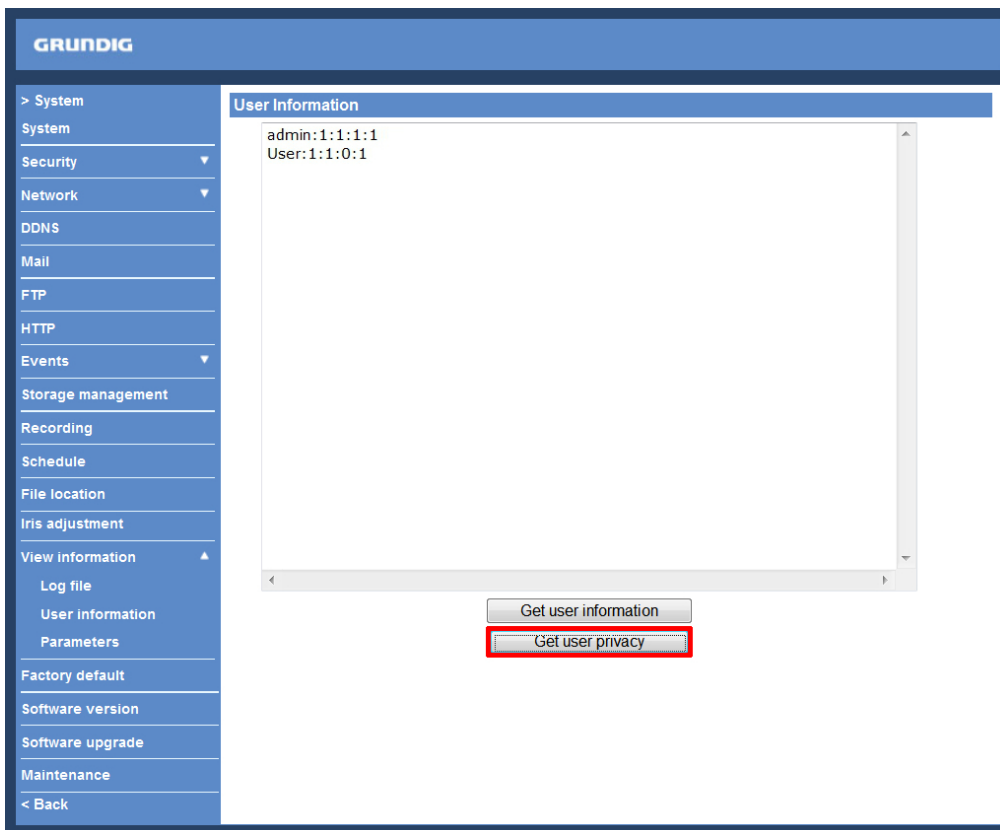 GRUNDIG
> System
System
Security
Network
DDNS
Mail
FTP
HTTP
Events
Storage management
Recording
Schedule
File location
Iris adjustment
View information
Log file
User information
Parameters
Factory default
Software version
Software upgrade
Maintenance
< Back
User Information
admin:1:1:1:1
User:1:1:0:1
Get user information
Get user privacy